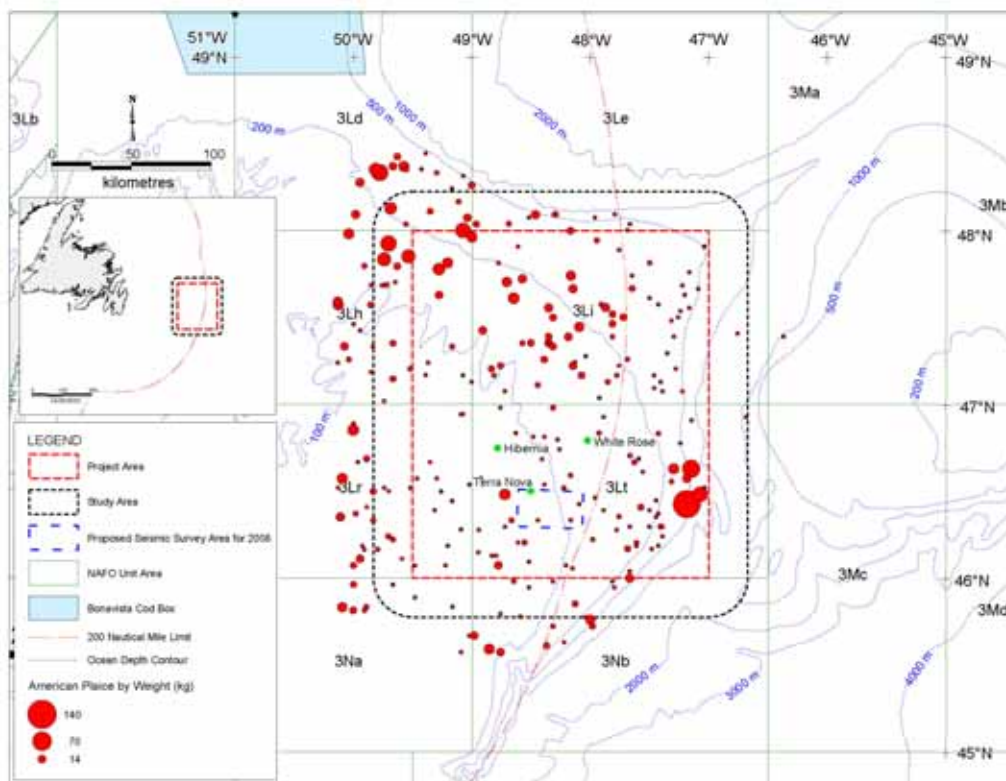 51°W 50°W 49°W 48°W 47°W 46°W 45°W
49°N 49°N
3Ma
3Lb 3Ld 3Le
500 m 1000 m 2000 m
200 m
N
0 50 100
kilometres
1000 m
3Mb
48°N 48°N
3Lh 3Li
500 m
200 m
100 m
47°N 47°N
Hibernia White Rose
Terra Nova
3Lr 3Lt
46°N 46°N
3Mc
3Md
3Na 3Nb
2000 m 3000 m 4000 m
45°N
LEGEND
Project Area
Study Area
Proposed Seismic Survey Area for 2008
NAFO Unit Area
Bonavista Cod Box
200 Nautical Mile Limit
Ocean Depth Contour
American Plaice by Weight (kg)
140
70
14